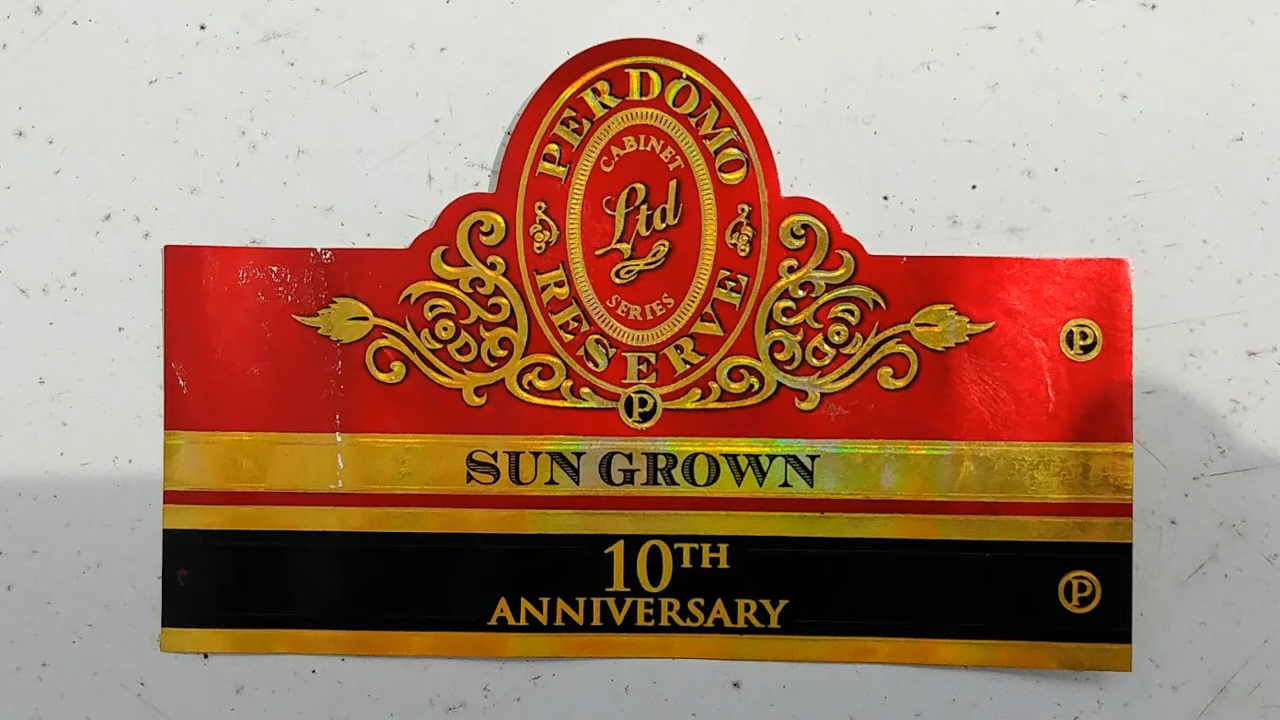 PERDOMO
CABINET
Ltd
SERIES
RESERVE
P
P
SUN GROWN
10TH
ANNIVERSARY
P